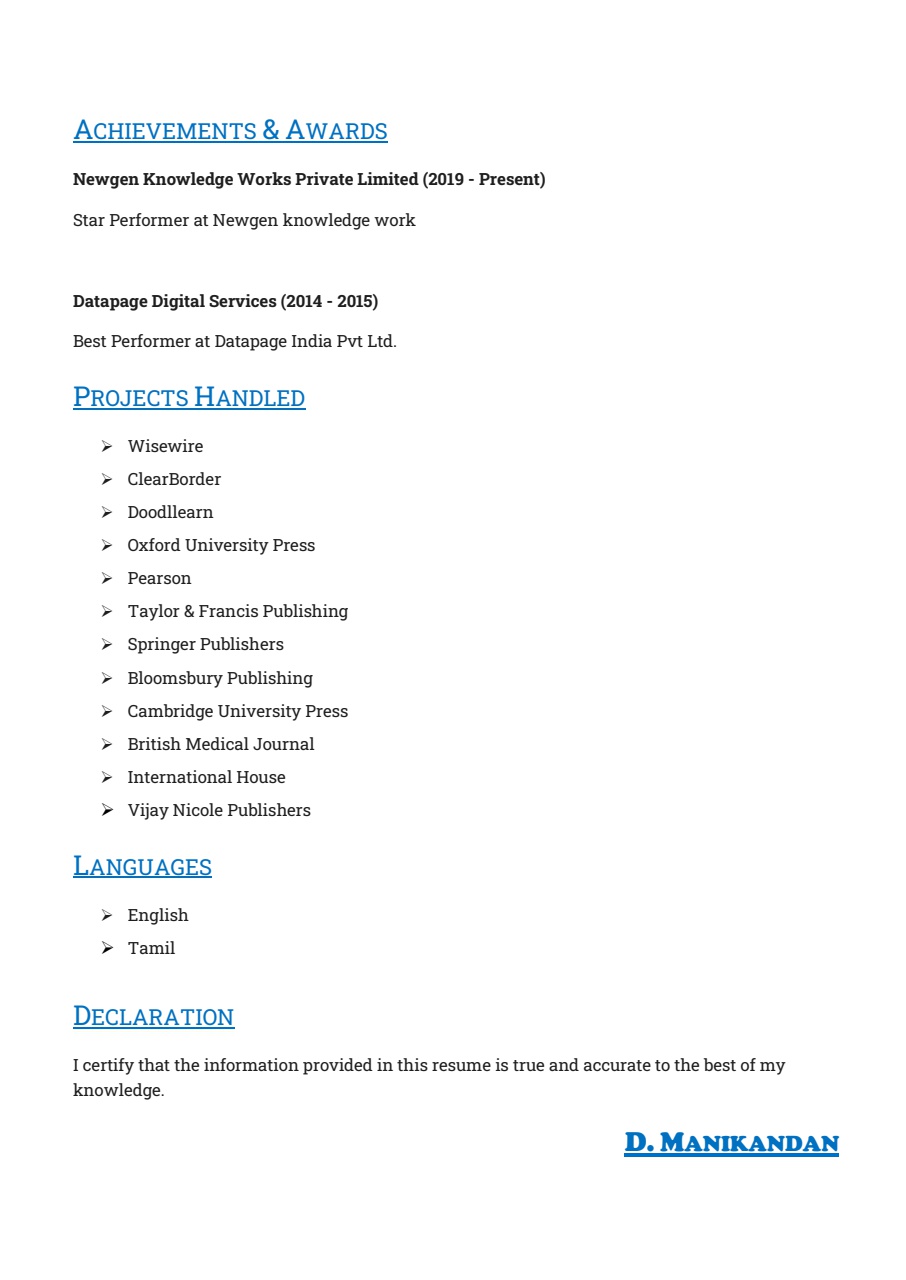 ACHIEVEMENTS & AWARDS
Newgen Knowledge Works Private Limited (2019 - Present)
Star Performer at Newgen knowledge work
Datapage Digital Services (2014 - 2015)
Best Performer at Datapage India Pvt Ltd.
PROJECTS HANDLED
➢ Wisewire
➢ ClearBorder
➢ Doodllearn
➢ Oxford University Press
➢ Pearson
➢ Taylor & Francis Publishing
➢ Springer Publishers
➢ Bloomsbury Publishing
➢ Cambridge University Press
➢ British Medical Journal
➢ International House
➢ Vijay Nicole Publishers
LANGUAGES
➢ English
➢ Tamil
DECLARATION
I certify that the information provided in this resume is true and accurate to the best of my
knowledge.
D. MANIKANDAN